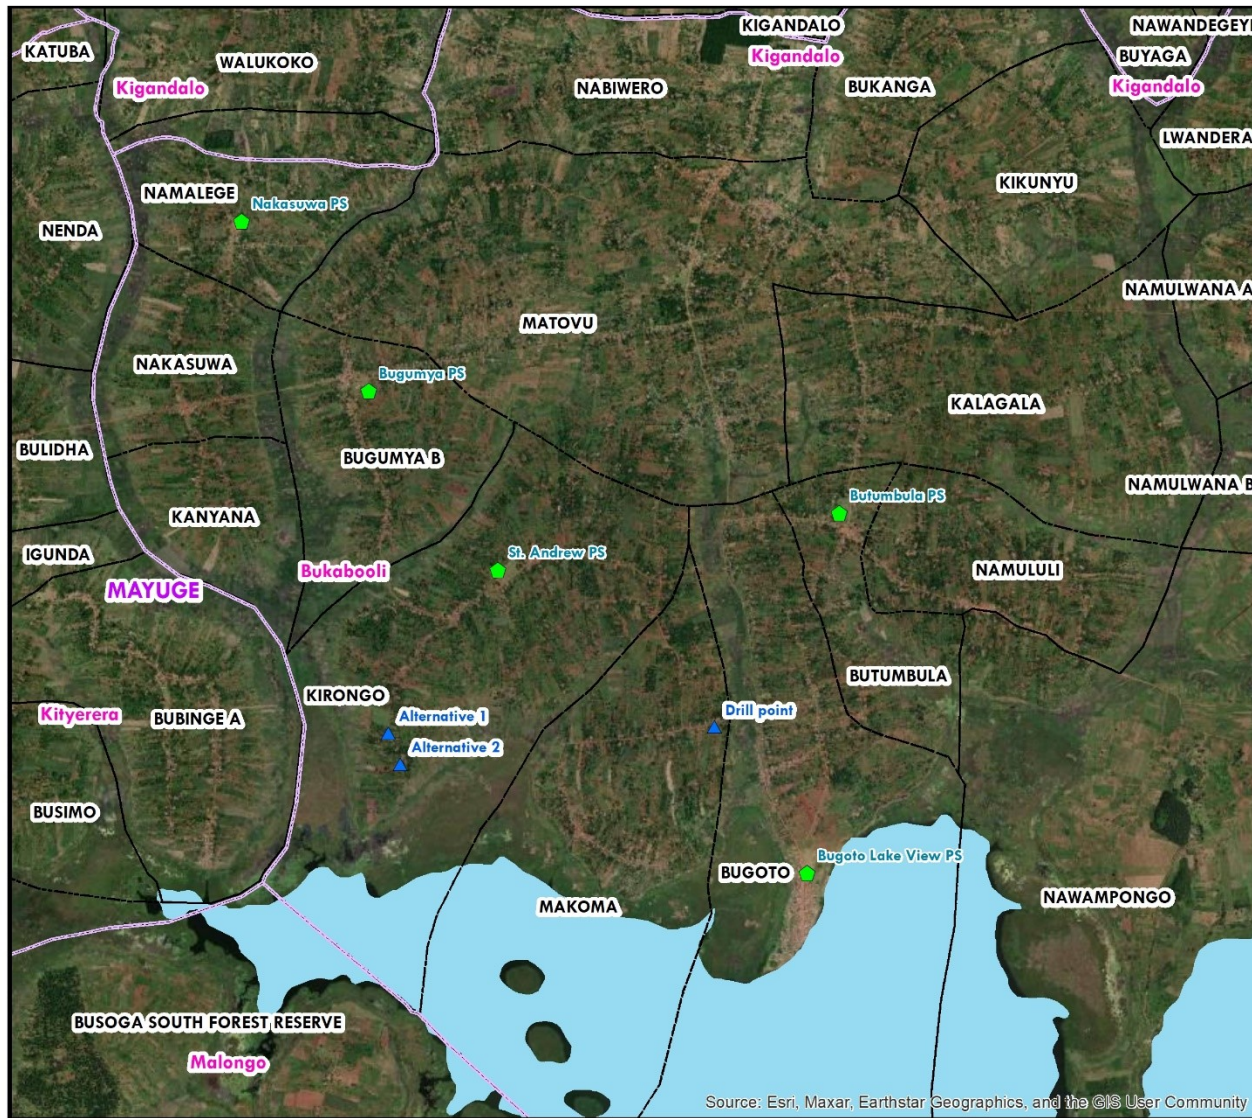 KIGANDALO
NAWANDEGEYI
KATUBA
WALUKOKO
Kigandalo
BUYAGA
Kigandalo
NABIWERO
BUKANGA
Kigandalo
LWANDERA
KIKUNYU
NAMALEGE
Nakasuwa PS
NENDA
NAMULWANA A
MATOVU
NAKASUWA
Bugumya PS
KALAGALA
BULIDHA
BUGUMYA B
NAMULWANA B
Butumbula PS
KANYANA
IGUNDA
St. Andrew PS
Bukabooli
NAMULULI
MAYUGE
BUTUMBULA
KIRONGO
Kityerera
BUBINGE A
Alternative 1
Drill point
Alternative 2
BUSIMO
Bugoto Lake View PS
BUGOTO
MAKOMA
NAWAMPONGO
BUSOGA SOUTH FOREST RESERVE
Malongo
Source: Esri, Maxar, Earthstar Geographics, and the GIS User Community